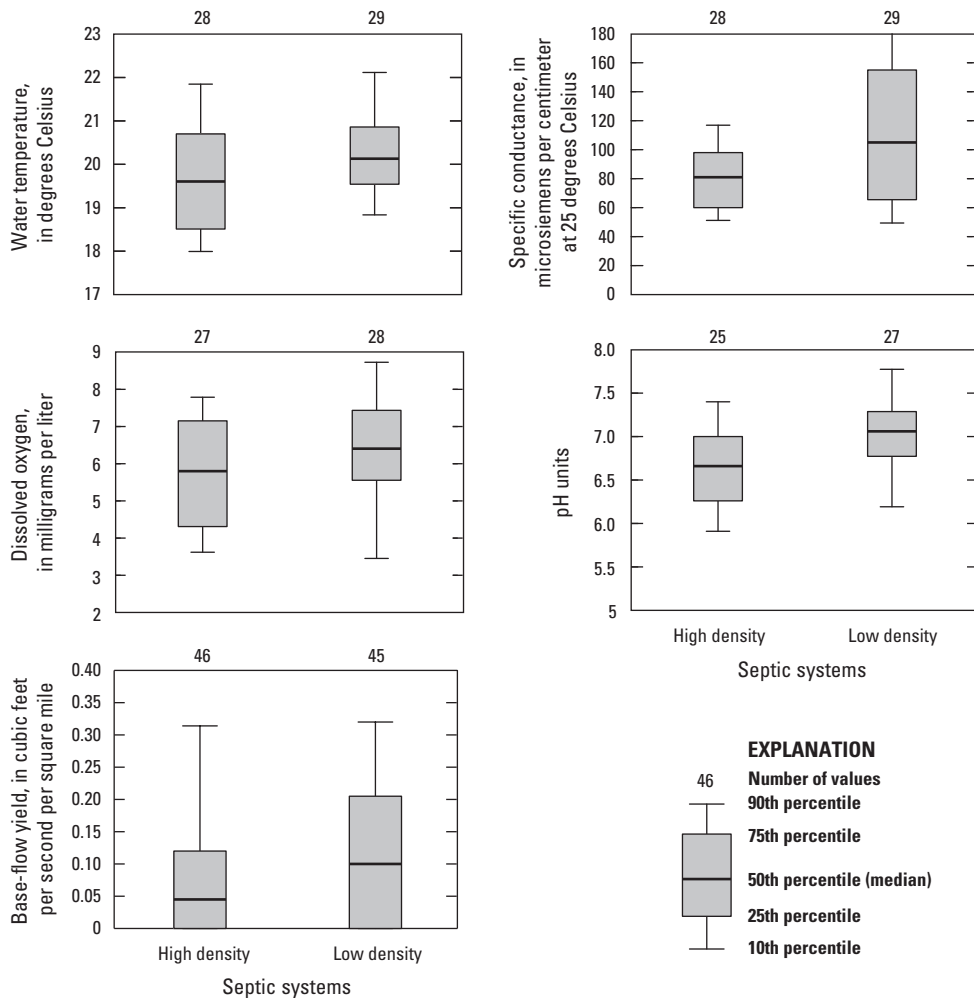 28 29
Water temperature,
in degrees Celsius
23
22
21
20
19
18
17
28 29
Specific conductance, in
microsiemens per centimeter
at 25 degrees Celsius
180
160
140
120
100
80
60
40
20
0
27 28
Dissolved oxygen,
in milligrams per liter
9
8
7
6
5
4
3
2
25 27
pH units
8.0
7.5
7.0
6.5
6.0
5.5
5
High density Low density
Septic systems
46 45
Base-flow yield, in cubic feet
per second per square mile
0.40
0.35
0.30
0.25
0.20
0.15
0.10
0.05
0
High density Low density
Septic systems
EXPLANATION
46 Number of values
90th percentile
75th percentile
50th percentile (median)
25th percentile
10th percentile